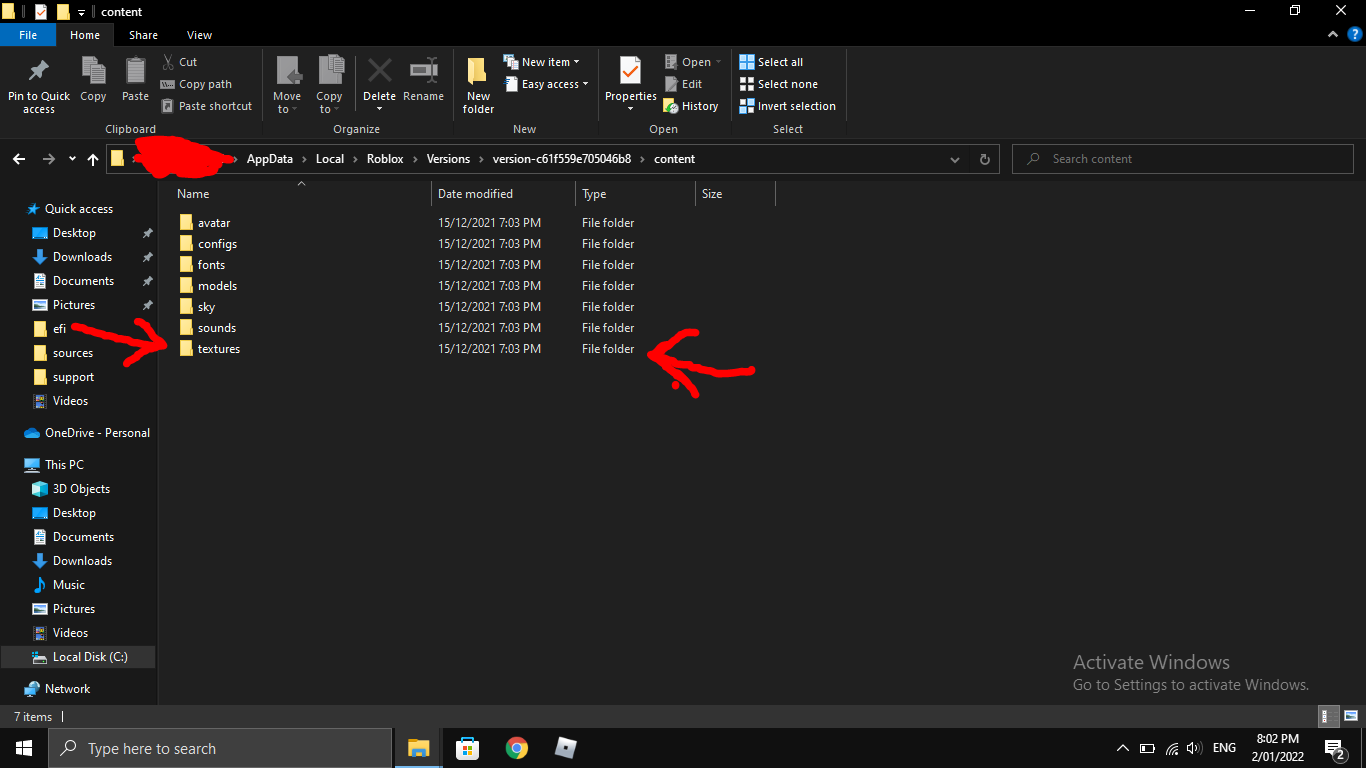 content
File Home Share View
Pin to Quick access
Copy
Paste
Cut
Copy path
Paste shortcut
Clipboard
Move to
Copy to
Delete
Rename
Organize
New folder
New item
Easy access
New
Properties
Open
Edit
History
Open
Select all
Select none
Invert selection
Select
AppData › Local › Roblox › Versions › version-c61f559e705046b8 › content
Search content
Name Date modified Type Size
avatar 15/12/2021 7:03 PM File folder
configs 15/12/2021 7:03 PM File folder
fonts 15/12/2021 7:03 PM File folder
models 15/12/2021 7:03 PM File folder
sky 15/12/2021 7:03 PM File folder
sounds 15/12/2021 7:03 PM File folder
textures 15/12/2021 7:03 PM File folder
Quick access
Desktop
Downloads
Documents
Pictures
efi
sources
support
Videos
OneDrive - Personal
This PC
3D Objects
Desktop
Documents
Downloads
Music
Pictures
Videos
Local Disk (C:)
Network
Activate Windows
Go to Settings to activate Windows.
7 items
Type here to search
ENG
8:02 PM
2/01/2022
2